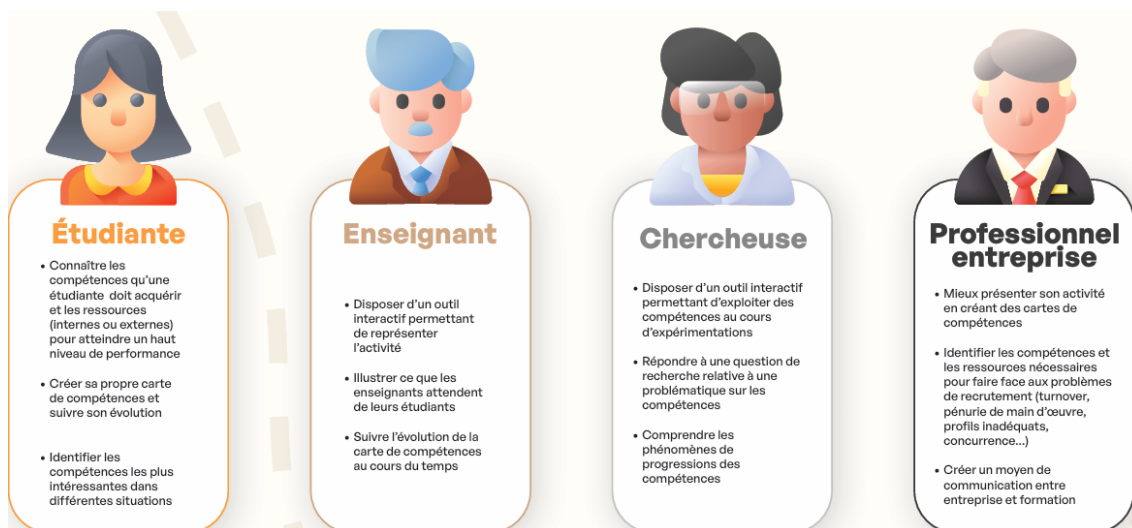 Étudiante
• Connaître les
compétences qu'une
étudiante doit acquérir
et les ressources
(internes ou externes)
pour atteindre un haut
niveau de performance
• Créer sa propre carte
de compétences et
suivre son évolution
• Identifier les
compétences les plus
intéressantes dans
différentes situations
Enseignant
• Disposer d'un outil
interactif permettant
de représenter
l'activité
• Illustrer ce que les
enseignants attendent
de leurs étudiants
• Suivre l'évolution de la
carte de compétences
au cours du temps
Chercheuse
• Disposer d'un outil interactif
permettant d'exploiter des
compétences au cours
d'expérimentations
• Répondre à une question de
recherche relative à une
problématique sur les
compétences
• Comprendre les
phénomènes de
progressions des
compétences
Professionnel
entreprise
• Mieux présenter son activité
en créant des cartes de
compétences
• Identifier les compétences et
les ressources nécessaires
pour faire face aux problèmes
de recrutement (turnover,
pénurie de main d'œuvre,
profils inadéquats,
concurrence...)
• Créer un moyen de
communication entre
entreprise et formation